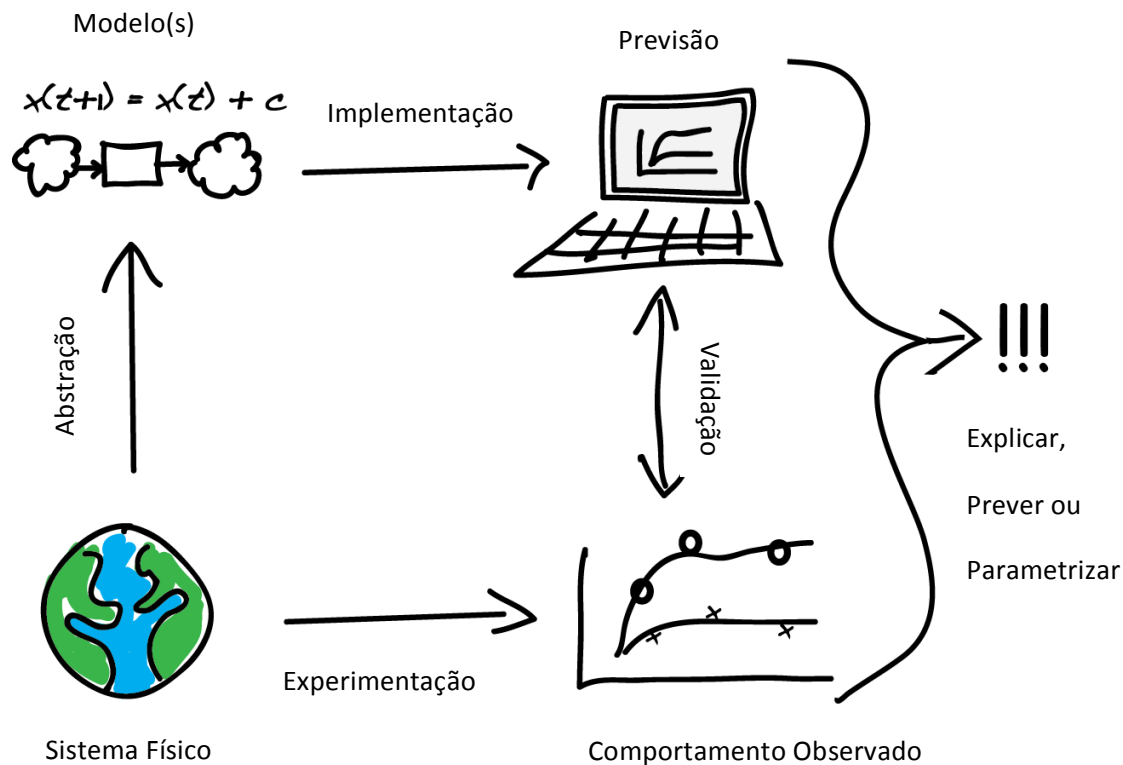 Modelo(s)
Previsão
x(t+1) = x(t) + c
Implementação
Abstração
Validação
!!!
Explicar,
Prever ou
Parametrizar
Experimentação
Sistema Físico
Comportamento Observado